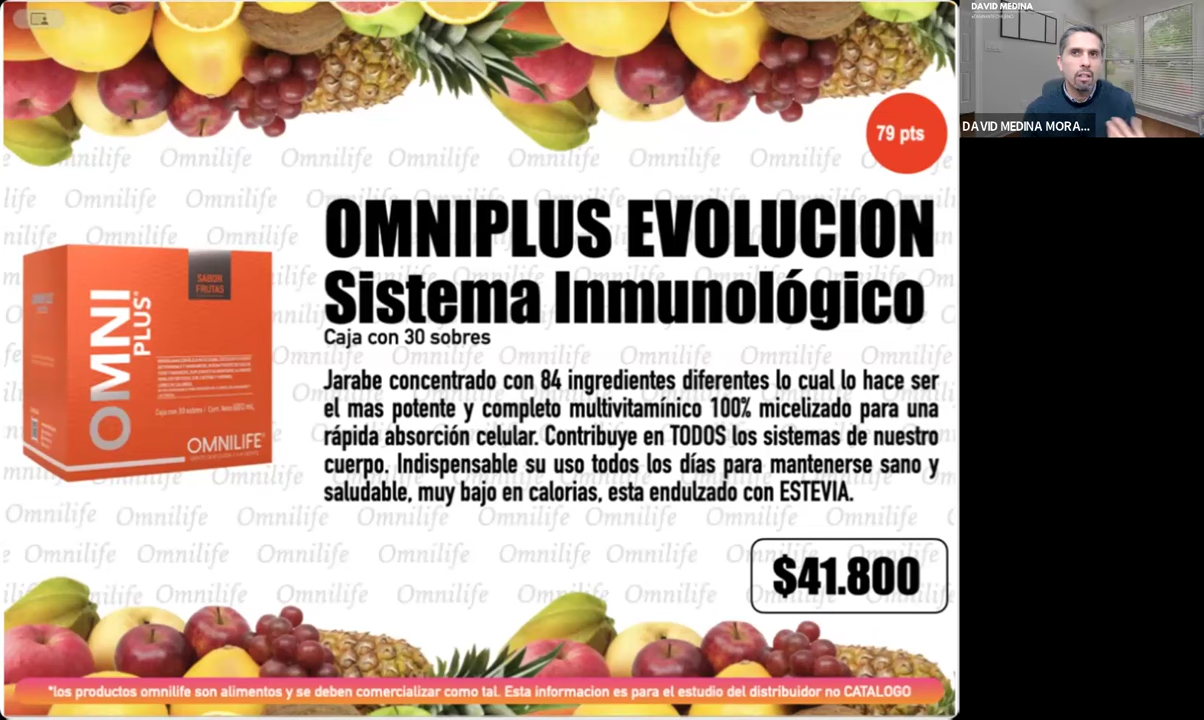 DAVID MEDINA
DAVID MEDINA MORA...
79 pts
Omnilife
OMNIPLUS EVOLUCION
Sistema Inmunológico
Caja con 30 sobres
Jarabe concentrado con 84 ingredientes diferentes lo cual lo hace ser
el mas potente y completo multivitamínico 100% micelizado para una
rápida absorción celular. Contribuye en TODOS los sistemas de nuestro
cuerpo. Indispensable su uso todos los días para mantenerse sano y
saludable, muy bajo en calorias, esta endulzado con ESTEVIA.
SABOR
FRUTAS
OMNI
PLUS
OMNILIFE
$41.800
*los productos omnilife son alimentos y se deben comercializar como tal. Esta informacion es para el estudio del distribuidor no CATALOGO